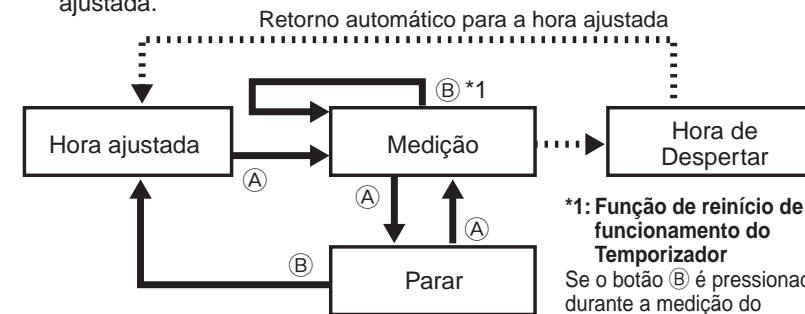 ajustada.
Retorno automático para a hora ajustada
Ⓑ *1
Hora ajustada
Medição
Hora de
Despertar
Ⓐ
Ⓐ
Ⓐ
*1: Função de reinício de
funcionamento do
Temporizador
Ⓑ
Parar
Se o botão Ⓑ é pressionad
durante a medição do